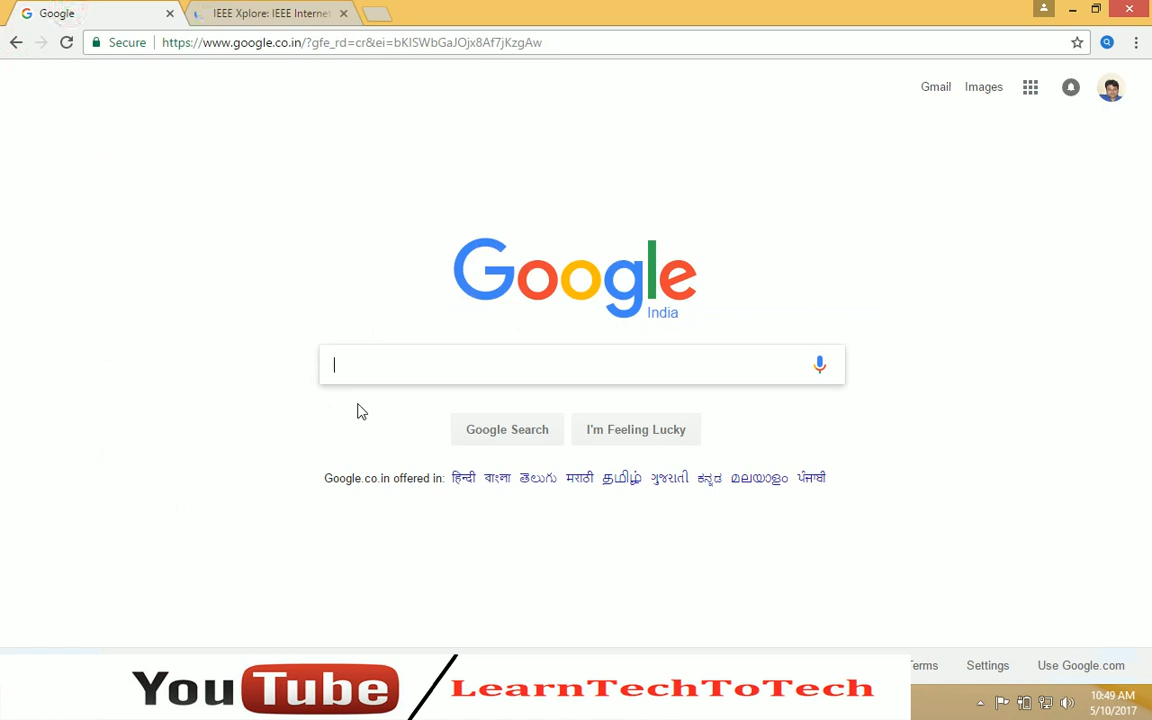 Google
IEEE Xplore: IEEE Internet
Secure
https://www.google.co.in/?gfe_rd=cr&ei=bKISWbGaJOjx8Af7jKzgAw
Gmail Images
Google
India
Google Search I'm Feeling Lucky
Google.co.in offered in: हिन्दी বাংলা తెలుగు मराठी தமிழ் ગુજરાતી ಕನ್ನಡ മലയാളം ਪੰਜਾਬੀ
Terms Settings Use Google.com
YouTube/LearnTechToTech
10:49 AM
5/10/2017